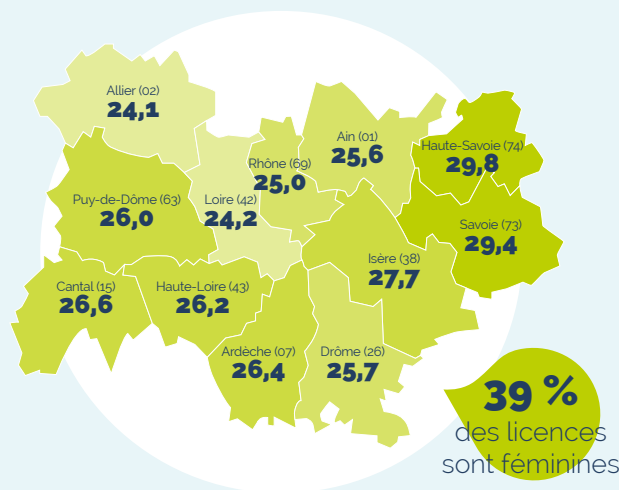 Allier (02)
24,1
Ain (01)
25,6
Haute-Savoie (74)
29,8
Rhône (69)
25,0
Puy-de-Dôme (63)
26,0
Loire (42)
24,2
Savoie (73)
29,4
Isère (38)
27,7
Cantal (15)
26,6
Haute-Loire (43)
26,2
Ardèche (07)
26,4
Drôme (26)
25,7
39 %
des licences
sont féminines